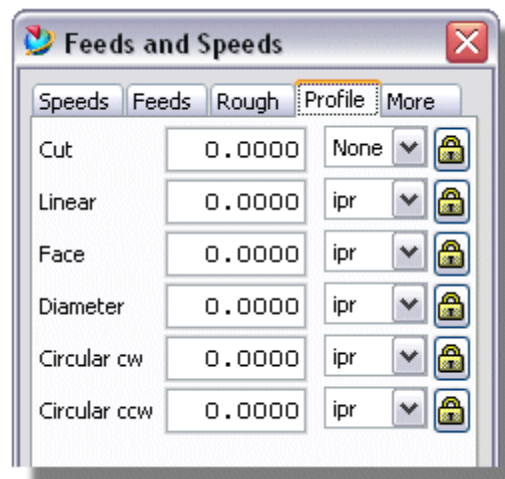 Feeds and Speeds
Speeds Feeds Rough Profile More
Cut 0.0000 None
Linear 0.0000 ipr
Face 0.0000 ipr
Diameter 0.0000 ipr
Circular cw 0.0000 ipr
Circular ccw 0.0000 ipr